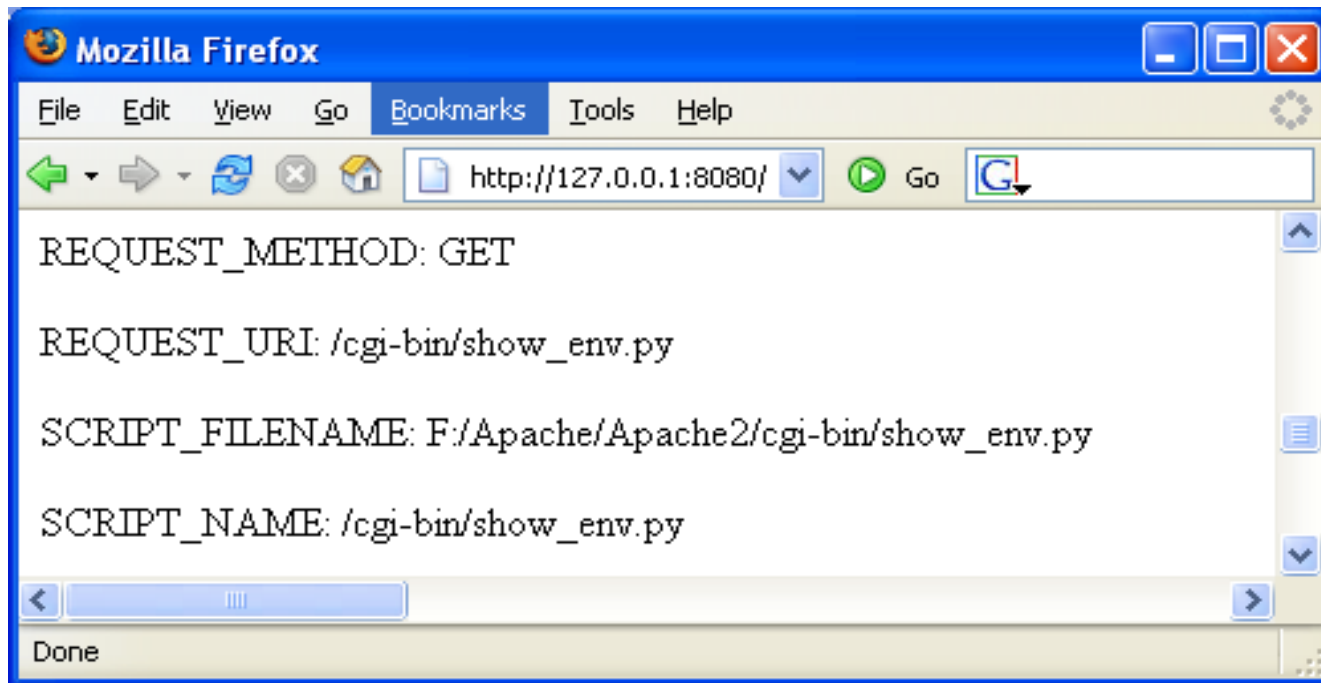 Mozilla Firefox
File Edit View Go Bookmarks Tools Help
http://127.0.0.1:8080/ Go G
REQUEST_METHOD: GET
REQUEST_URI: /cgi-bin/show_env.py
SCRIPT_FILENAME: F:/Apache/Apache2/cgi-bin/show_env.py
SCRIPT_NAME: /cgi-bin/show_env.py
Done